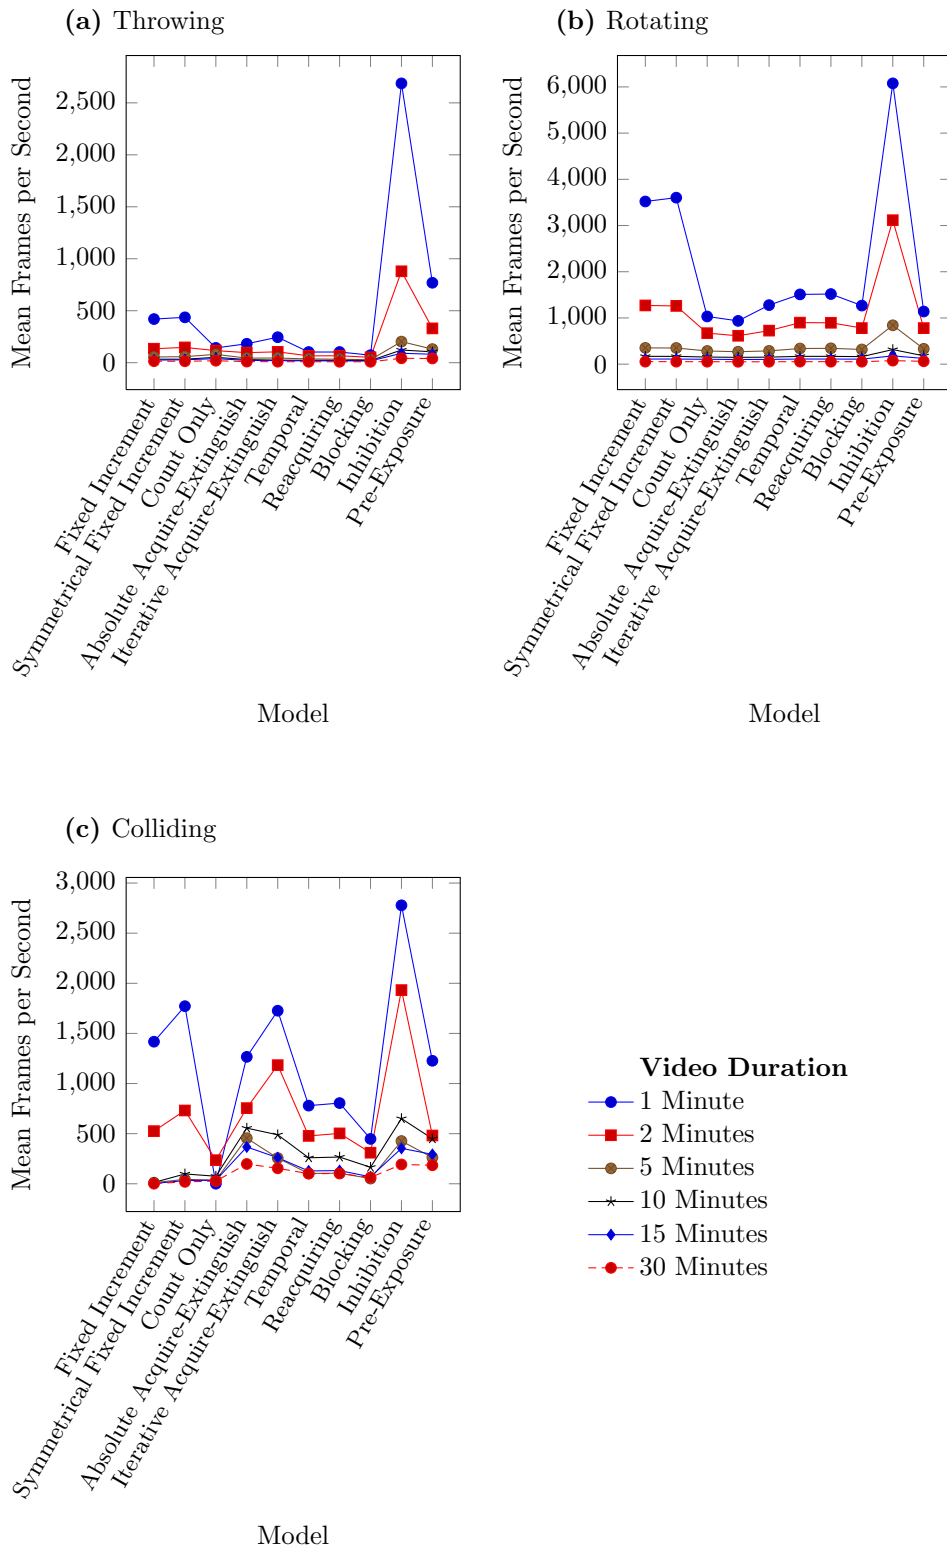 (a) Throwing
Mean Frames per Second
2,500
2,000
1,500
1,000
500
0
Fixed Increment
Symmetrical Fixed Increment
Count Only
Absolute Acquire-Extinguish
Iterative Acquire-Extinguish
Temporal
Reacquiring
Blocking
Inhibition
Pre-Exposure
Model
(b) Rotating
Mean Frames per Second
6,000
5,000
4,000
3,000
2,000
1,000
0
Fixed Increment
Symmetrical Fixed Increment
Count Only
Absolute Acquire-Extinguish
Iterative Acquire-Extinguish
Temporal
Reacquiring
Blocking
Inhibition
Pre-Exposure
Model
(c) Colliding
Mean Frames per Second
3,000
2,500
2,000
1,500
1,000
500
0
Fixed Increment
Symmetrical Fixed Increment
Count Only
Absolute Acquire-Extinguish
Iterative Acquire-Extinguish
Temporal
Reacquiring
Blocking
Inhibition
Pre-Exposure
Model
Video Duration
1 Minute
2 Minutes
5 Minutes
10 Minutes
15 Minutes
30 Minutes